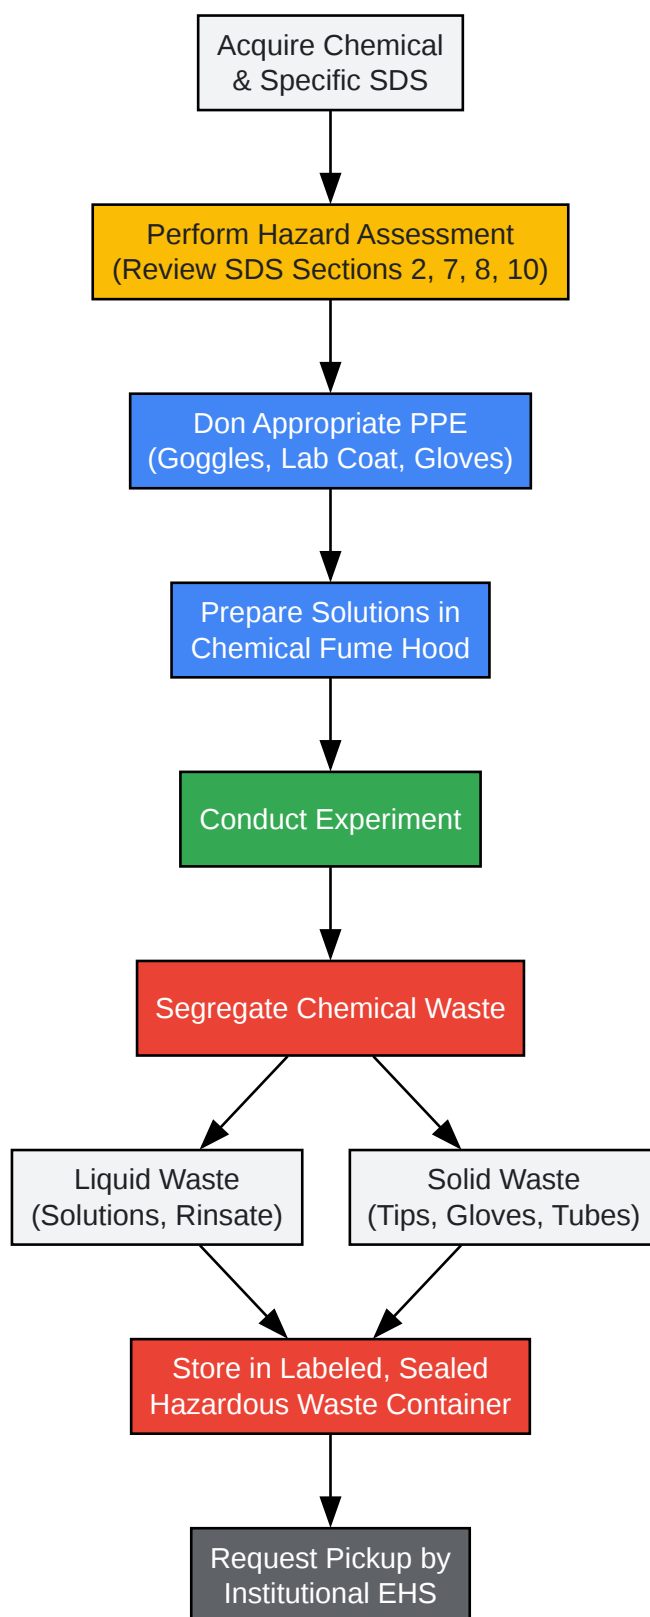 Acquire Chemical
& Specific SDS
Perform Hazard Assessment
(Review SDS Sections 2, 7, 8, 10)
Don Appropriate PPE
(Goggles, Lab Coat, Gloves)
Prepare Solutions in
Chemical Fume Hood
Conduct Experiment
Segregate Chemical Waste
Liquid Waste
(Solutions, Rinsate)
Solid Waste
(Tips, Gloves, Tubes)
Store in Labeled, Sealed
Hazardous Waste Container
Request Pickup by
Institutional EHS